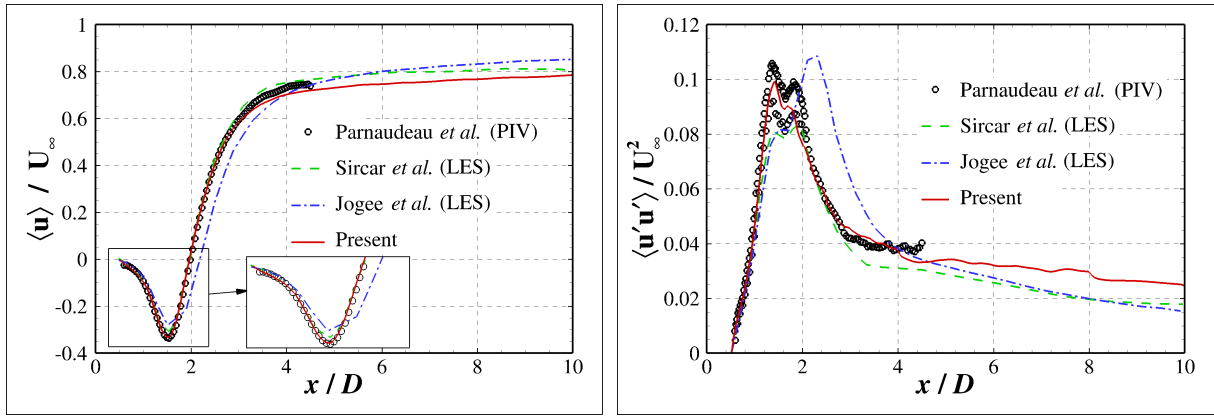 1
0.8
0.6
0.4
0.2
0
-0.2
-0.4
⟨u⟩ / U∞
0 2 4 6 8 10
x / D
Parnaudeau et al. (PIV)
Sircar et al. (LES)
Jogee et al. (LES)
Present
0.12
0.10
0.08
0.06
0.04
0.02
0
⟨u′u′⟩ / U²∞
0 2 4 6 8 10
x / D
Parnaudeau et al. (PIV)
Sircar et al. (LES)
Jogee et al. (LES)
Present